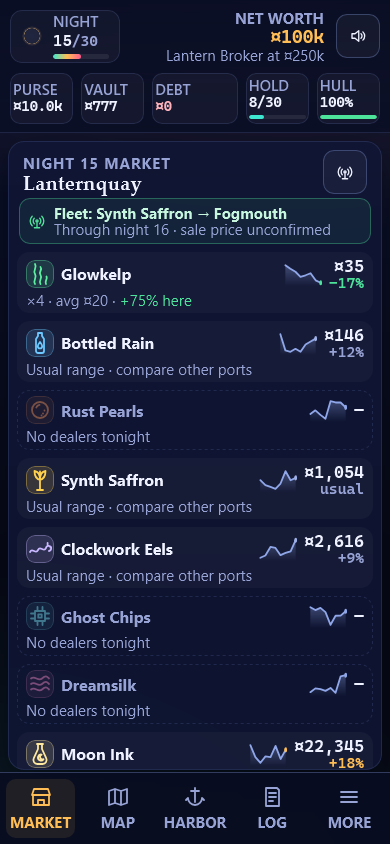 NIGHT
15/30
NET WORTH
¤100k
Lantern Broker at ¤250k
PURSE
¤10.0k
VAULT
¤777
DEBT
¤0
HOLD
8/30
HULL
100%
NIGHT 15 MARKET
Lanternquay
Fleet: Synth Saffron → Fogmouth
Through night 16 · sale price unconfirmed
Glowkelp
¤35
−17%
×4 · avg ¤20 · +75% here
Bottled Rain
¤146
+12%
Usual range · compare other ports
Rust Pearls
—
No dealers tonight
Synth Saffron
¤1,054
usual
Usual range · compare other ports
Clockwork Eels
¤2,616
+9%
Usual range · compare other ports
Ghost Chips
—
No dealers tonight
Dreamsilk
—
No dealers tonight
Moon Ink
¤22,345
+18%
MARKET
MAP
HARBOR
LOG
MORE